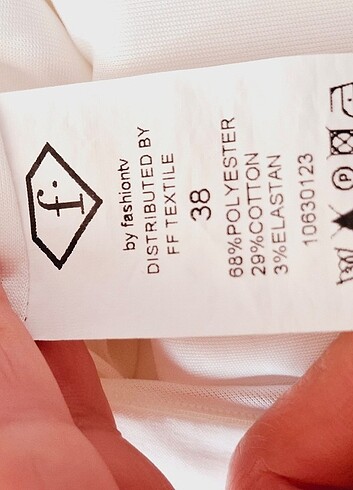 f.
by fashiontv
DISTRIBUTED BY
FF TEXTILE
38
68%POLYESTER
29%COTTON
3%ELASTAN
10630123
P